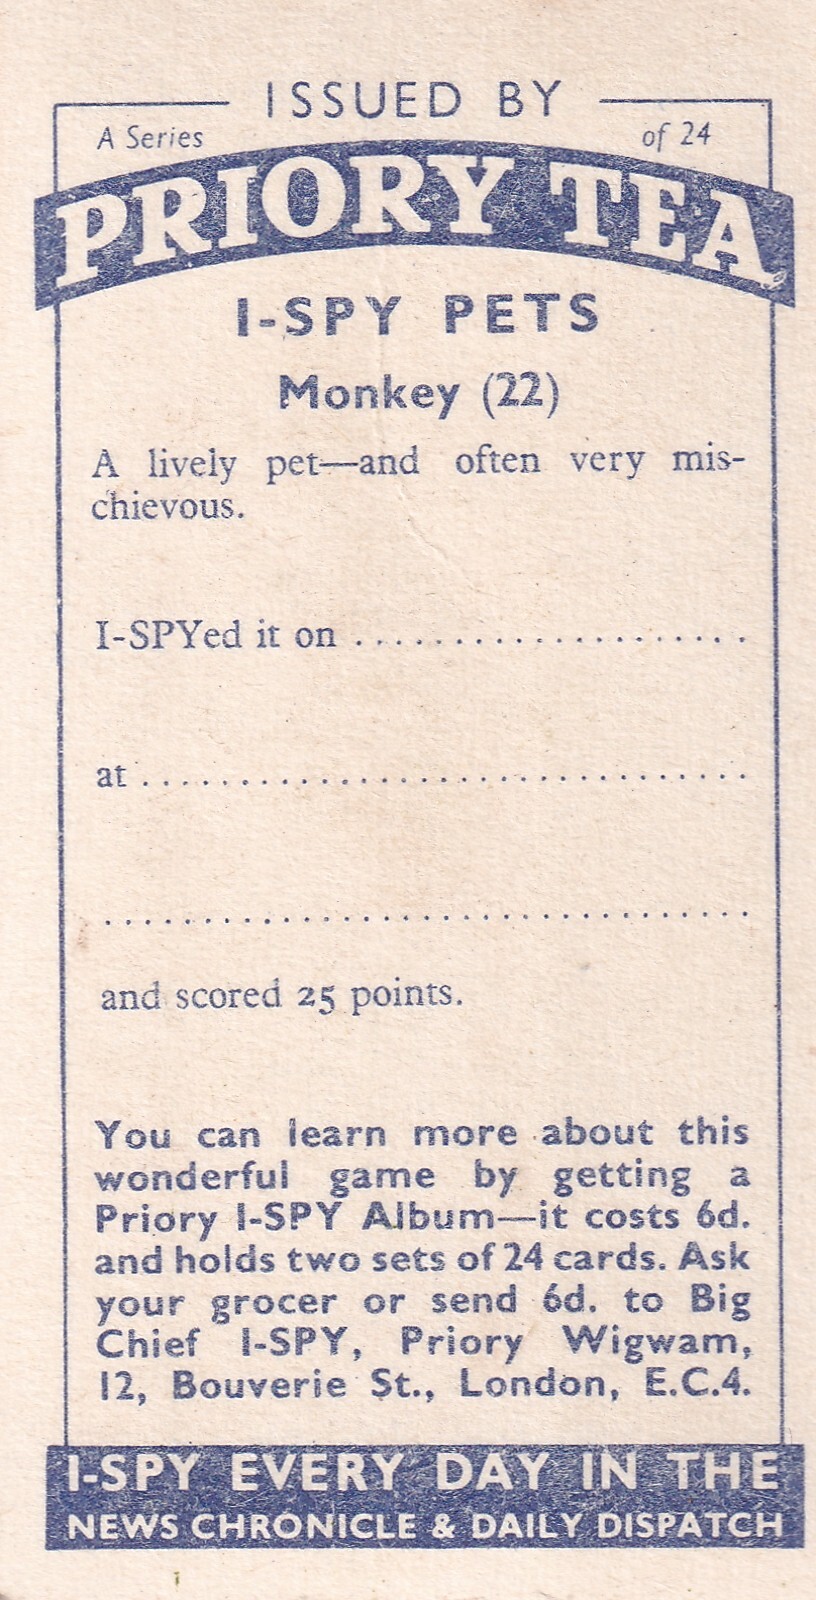 ISSUED BY
A Series of 24
PRIORY TEA
I-SPY PETS
Monkey (22)
A lively pet—and often very mis-
chievous.
I-SPYed it on ....................
at ................................
.................................
and scored 25 points.
You can learn more about this
wonderful game by getting a
Priory I-SPY Album—it costs 6d.
and holds two sets of 24 cards. Ask
your grocer or send 6d. to Big
Chief I-SPY, Priory Wigwam,
12, Bouverie St., London, E.C.4.
I-SPY EVERY DAY IN THE
NEWS CHRONICLE & DAILY DISPATCH